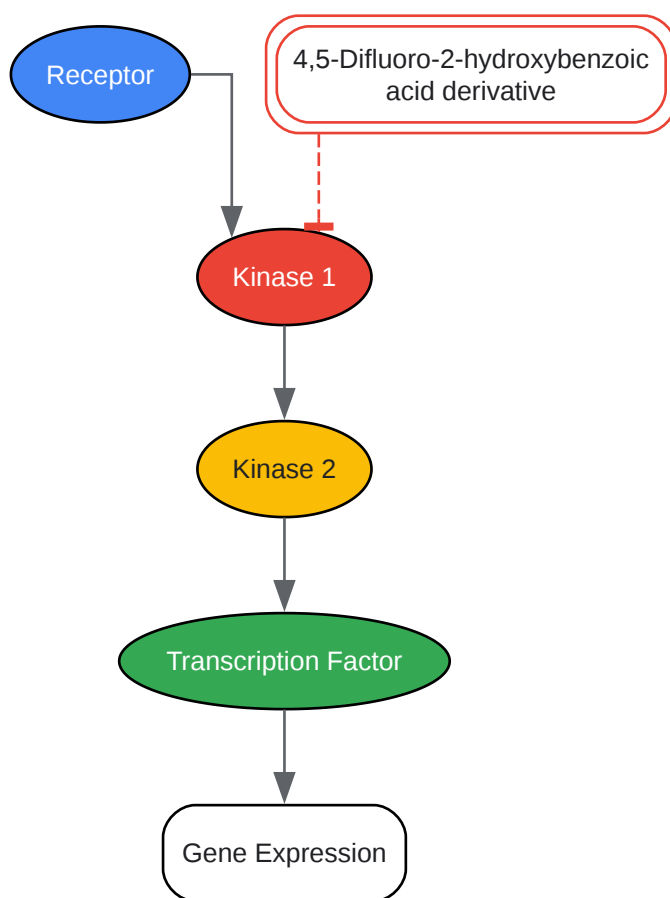 Receptor
4,5-Difluoro-2-hydroxybenzoic
acid derivative
Kinase 1
Kinase 2
Transcription Factor
Gene Expression